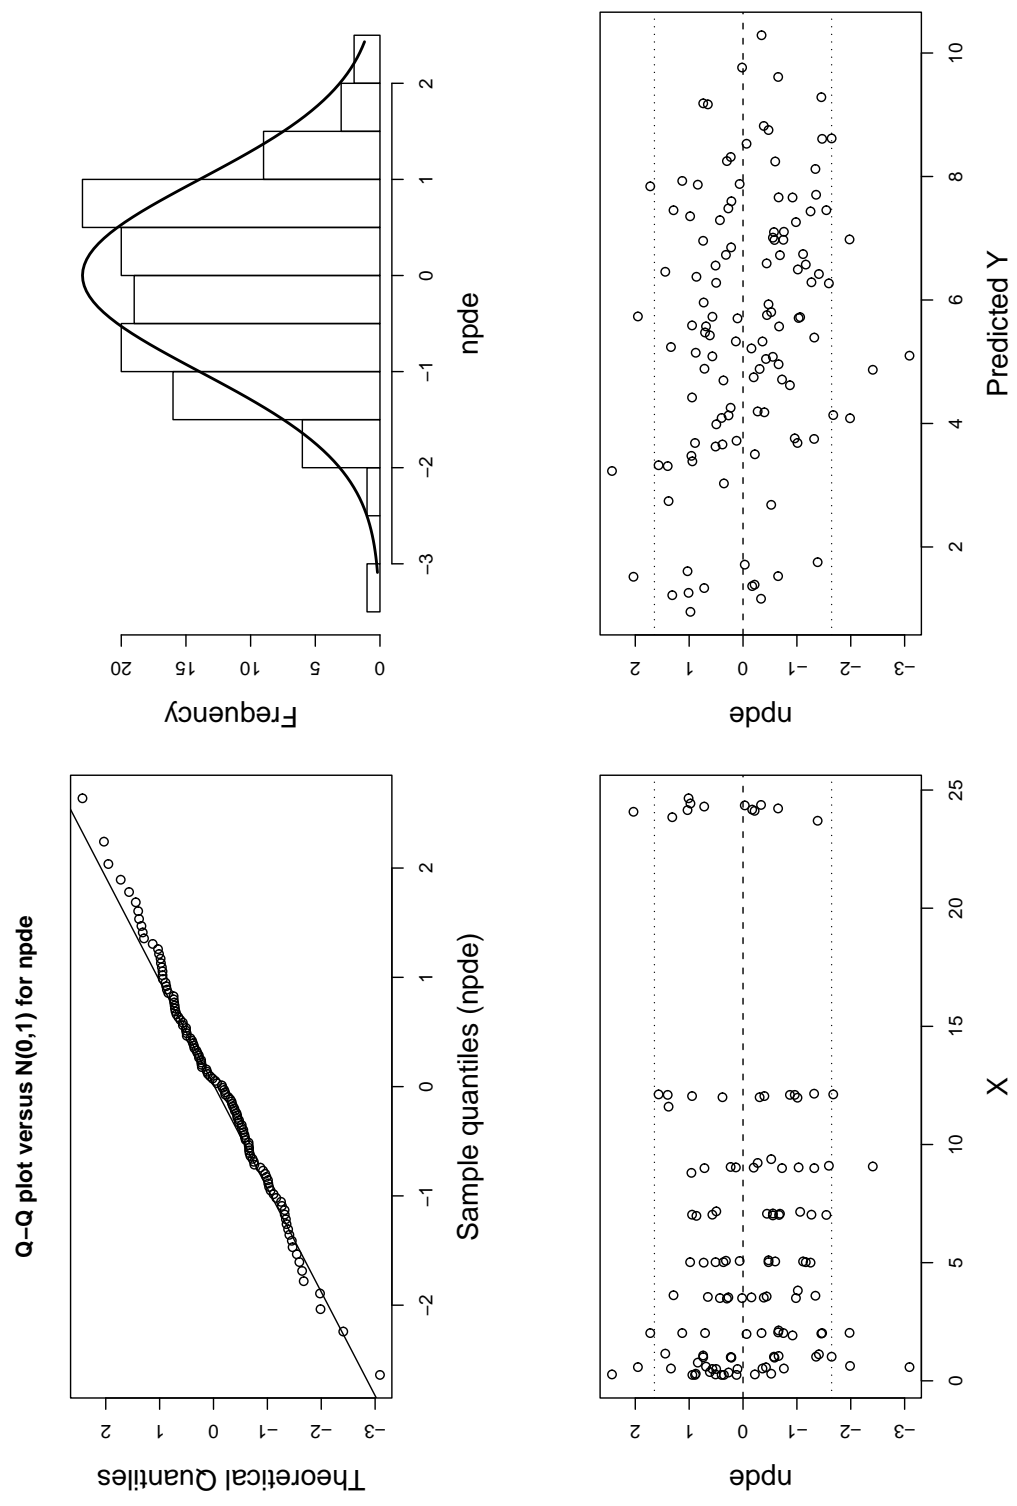 Q−Q plot versus N(0,1) for npde
Theoretical Quantiles
−3 −2 −1 0 1 2
−2 −1 0 1 2
Sample quantiles (npde)
Frequency
0 5 10 15 20
−3 −2 −1 0 1 2
npde
npde
−3 −2 −1 0 1 2
0 5 10 15 20 25
X
npde
−3 −2 −1 0 1 2
2 4 6 8 10
Predicted Y